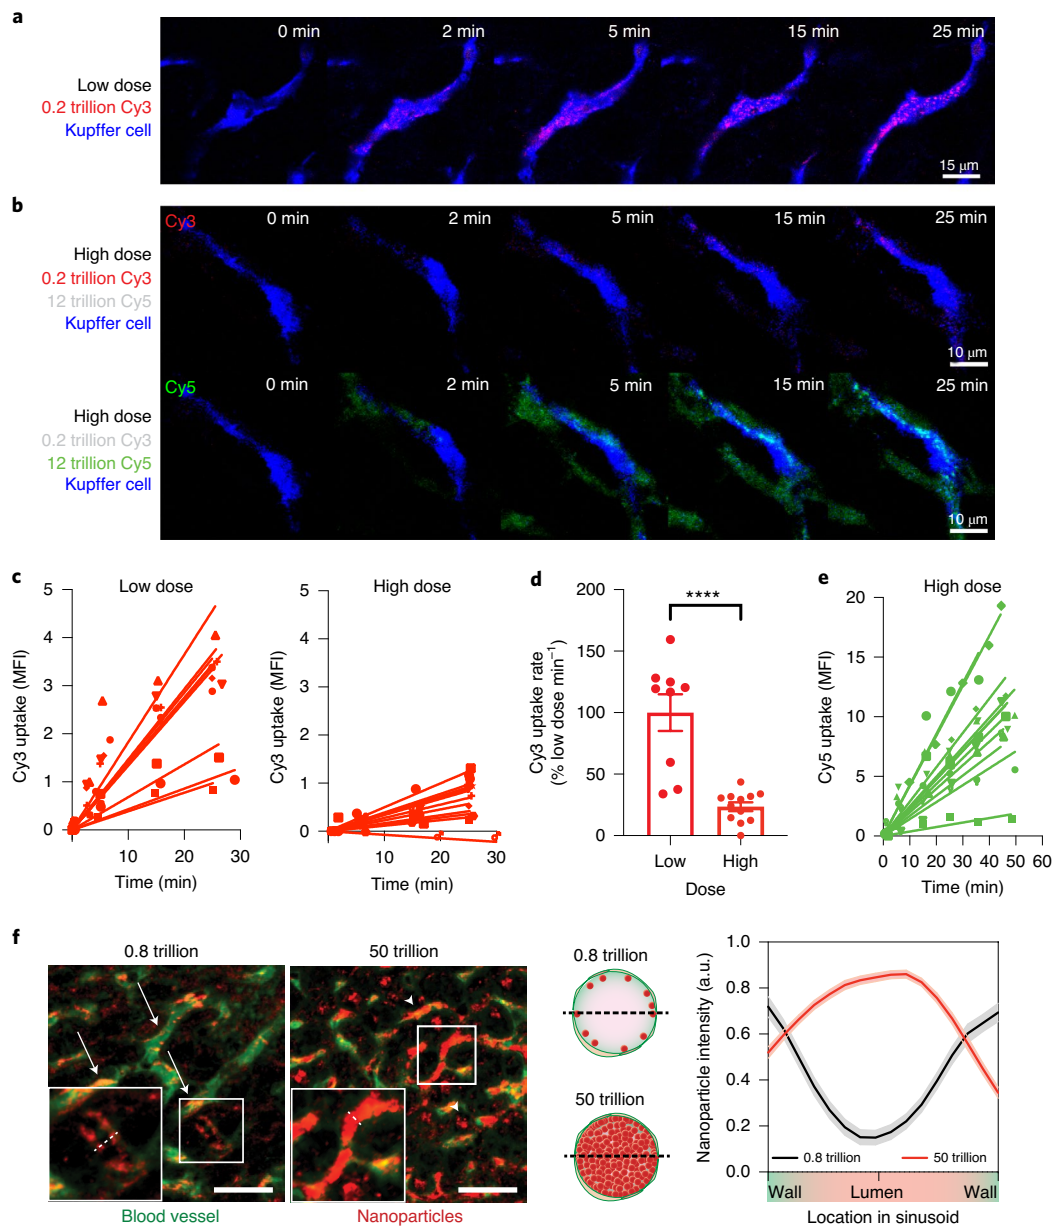 a
0 min
2 min
5 min
15 min
25 min
Low dose
0.2 trillion Cy3
Kupffer cell
15 µm
b
Cy3
0 min
2 min
5 min
15 min
25 min
High dose
0.2 trillion Cy3
12 trillion Cy5
Kupffer cell
10 µm
Cy5
0 min
2 min
5 min
15 min
25 min
High dose
0.2 trillion Cy3
12 trillion Cy5
Kupffer cell
10 µm
c
Low dose
Cy3 uptake (MFI)
5
4
3
2
1
0
10
20
30
Time (min)
High dose
Cy3 uptake (MFI)
5
4
3
2
1
0
10
20
30
Time (min)
d
Cy3 uptake rate
(% low dose min⁻¹)
200
150
100
50
0
****
Low
High
Dose
e
High dose
Cy5 uptake (MFI)
20
15
10
5
0
0
10
20
30
40
50
60
Time (min)
f
0.8 trillion
50 trillion
Blood vessel
Nanoparticles
0.8 trillion
50 trillion
Nanoparticle intensity (a.u.)
1.0
0.8
0.6
0.4
0.2
0.0
0.8 trillion
50 trillion
Wall
Lumen
Wall
Location in sinusoid